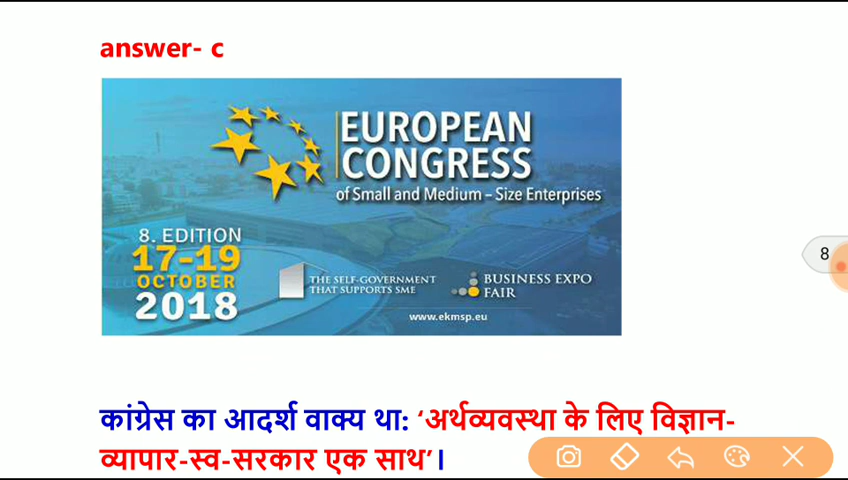 answer- c
EUROPEAN
CONGRESS
of Small and Medium – Size Enterprises
8. EDITION
17-19
OCTOBER
2018
THE SELF-GOVERNMENT
THAT SUPPORTS SME
BUSINESS EXPO
FAIR
www.ekmsp.eu
8
कांग्रेस का आदर्श वाक्य था: ‘अर्थव्यवस्था के लिए विज्ञान-
व्यापार-स्व-सरकार एक साथ’।